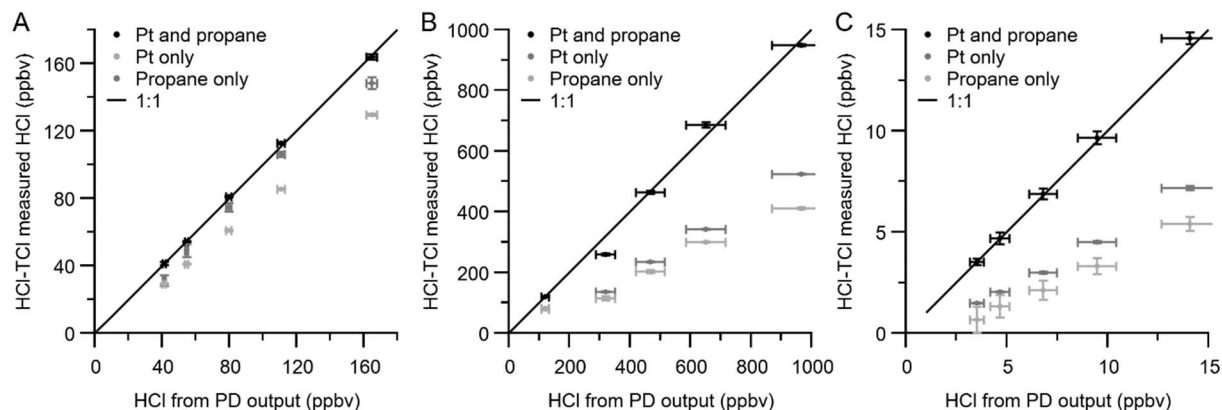 A
HCl-TCl measured HCl (ppbv)
160
120
80
40
0
Pt and propane
Pt only
Propane only
1:1
0
40
80
120
160
HCl from PD output (ppbv)
B
HCl-TCl measured HCl (ppbv)
1000
800
600
400
200
0
Pt and propane
Pt only
Propane only
1:1
0
200
400
600
800
1000
HCl from PD output (ppbv)
C
HCl-TCl measured HCl (ppbv)
15
10
5
0
Pt and propane
Pt only
Propane only
1:1
0
5
10
15
HCl from PD output (ppbv)